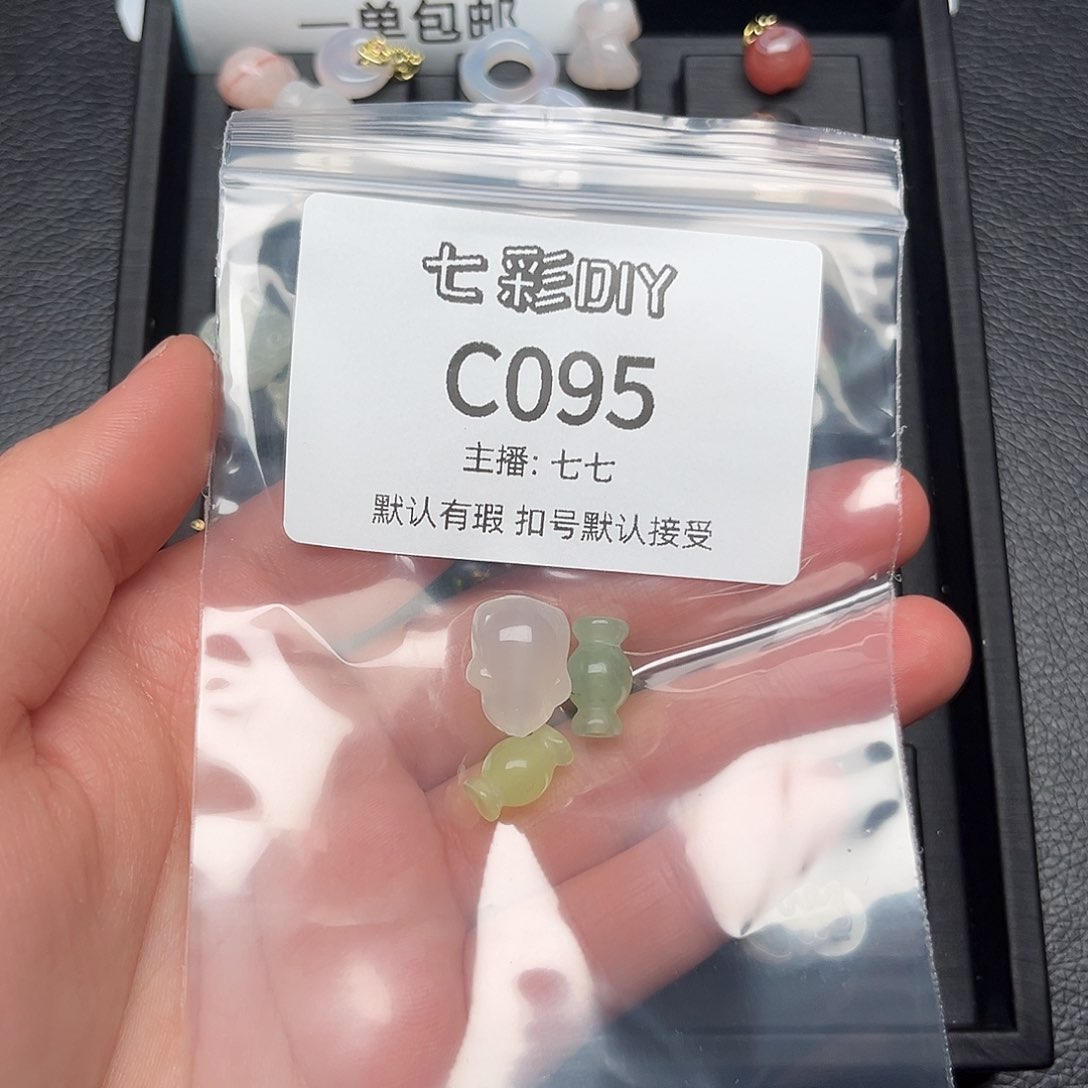 一单包邮
七彩DIY
C095
主播: 七七
默认有瑕 扣号默认接受